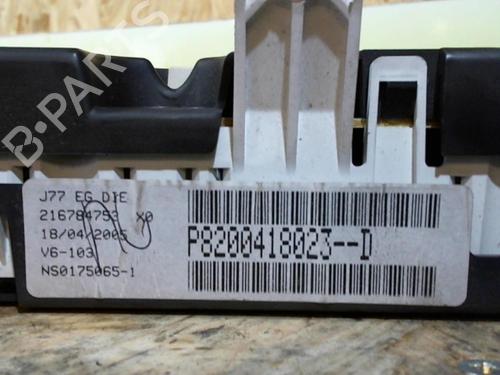 B-PARTS
J77 EG DIE
216784753 X0
18/04/2005
V6-103
NS0175065-1
P8200418023--D